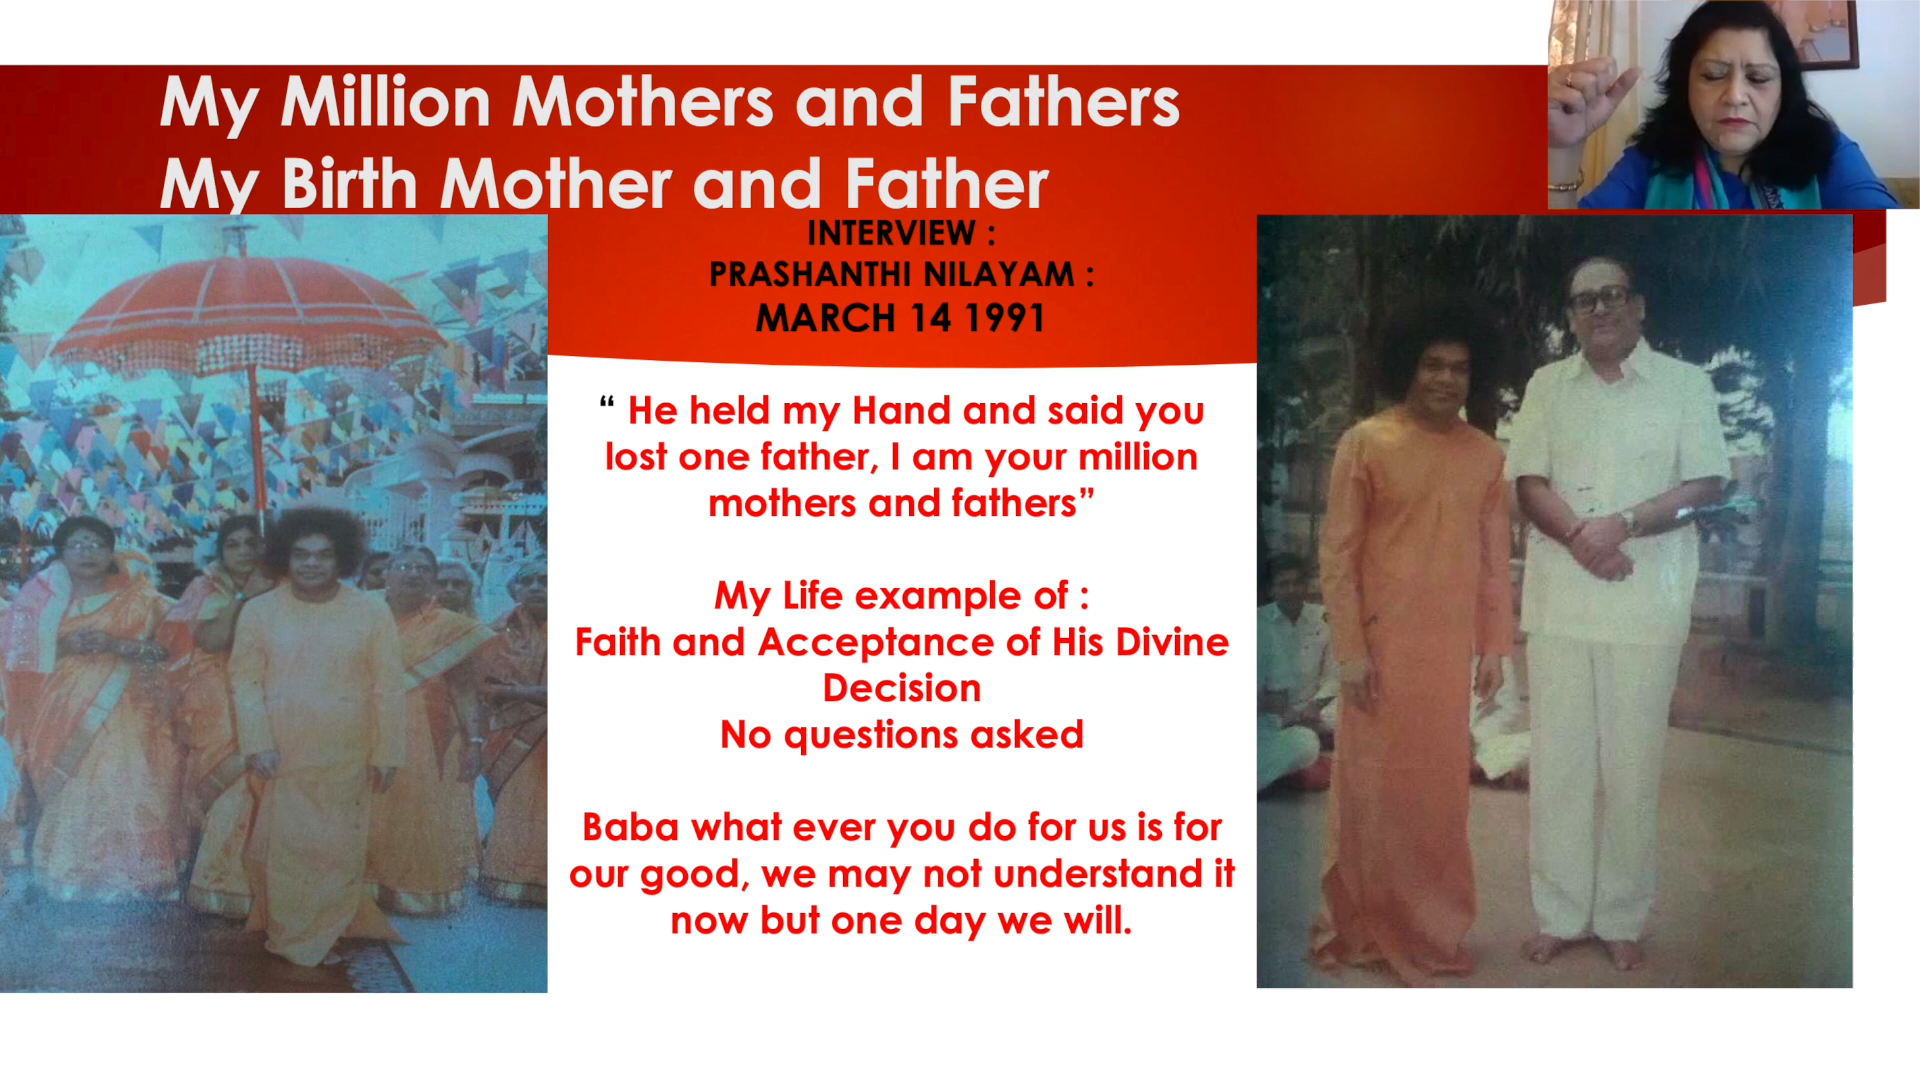 My Million Mothers and Fathers
My Birth Mother and Father
INTERVIEW :
PRASHANTHI NILAYAM :
MARCH 14 1991
“ He held my Hand and said you
lost one father, I am your million
mothers and fathers”
My Life example of :
Faith and Acceptance of His Divine
Decision
No questions asked
Baba what ever you do for us is for
our good, we may not understand it
now but one day we will.